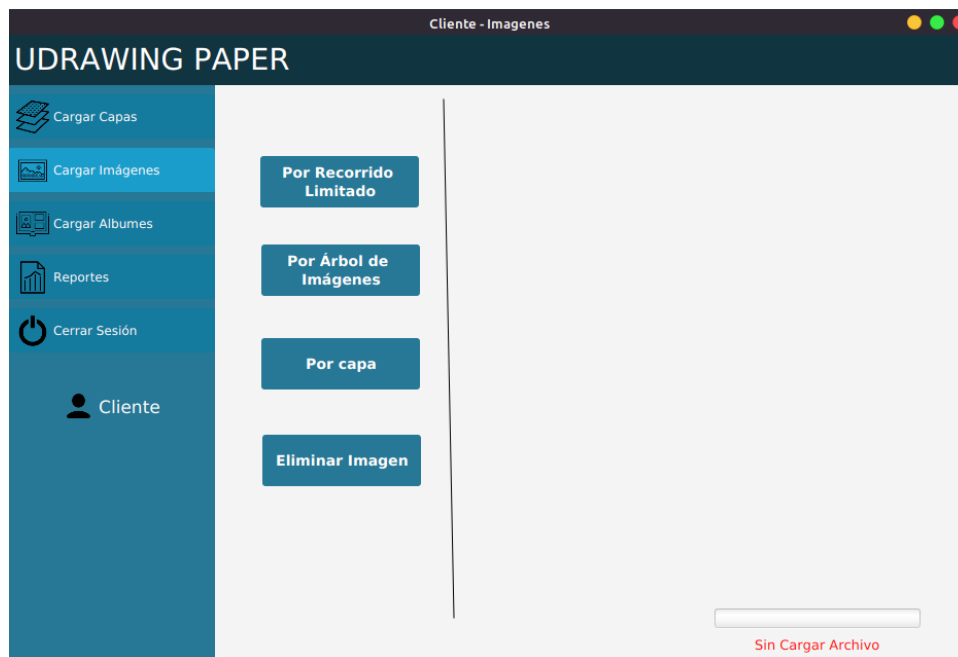 Cliente - Imagenes
UDRAWING PAPER
Cargar Capas
Cargar Imágenes
Cargar Albumes
Reportes
Cerrar Sesión
Cliente
Por Recorrido
Limitado
Por Árbol de
Imágenes
Por capa
Eliminar Imagen
Sin Cargar Archivo